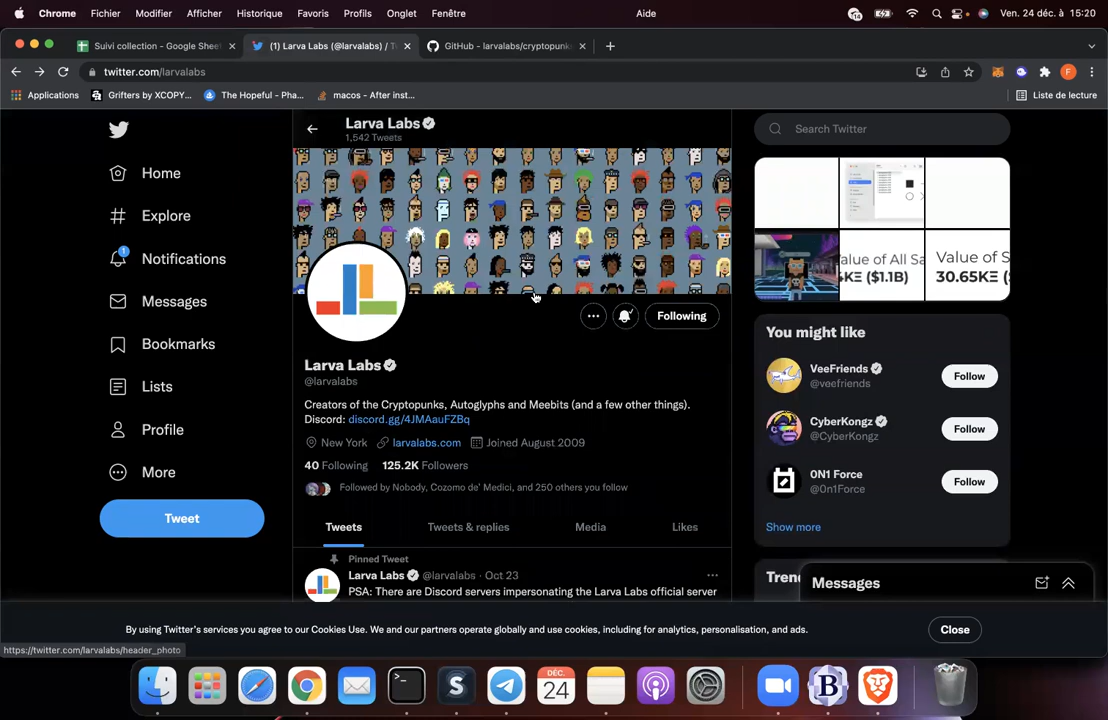 Chrome Fichier Modifier Afficher Historique Favoris Profils Onglet Fenêtre Aide 14 Ven. 24 déc. à 15:20
Suivi collection - Google Shee
(1) Larva Labs (@larvalabs) / T
GitHub - larvalabs/cryptopunk
twitter.com/larvalabs
F
Applications
Grifters by XCOPY...
The Hopeful - Pha...
macos - After inst...
Liste de lecture
Larva Labs
1,542 Tweets
Search Twitter
Home
Explore
1
Notifications
Messages
Bookmarks
Lists
Profile
More
Tweet
Following
Larva Labs
@larvalabs
Creators of the Cryptopunks, Autoglyphs and Meebits (and a few other things).
Discord: discord.gg/4JMAauFZBq
New York larvalabs.com Joined August 2009
40 Following 125.2K Followers
Followed by Nobody, Cozomo de' Medici, and 250 others you follow
Tweets Tweets & replies Media Likes
Pinned Tweet
Larva Labs @larvalabs · Oct 23
PSA: There are Discord servers impersonating the Larva Labs official server
alue of All Sa
KΞ ($1.1B)
Value of S
30.65KΞ ($
You might like
VeeFriends
@veefriends
Follow
CyberKongz
@CyberKongz
Follow
0N1 Force
@0n1Force
Follow
Show more
Trend
Messages
By using Twitter's services you agree to our Cookies Use. We and our partners operate globally and use cookies, including for analytics, personalisation, and ads.
Close
https://twitter.com/larvalabs/header_photo
DÉC.
24